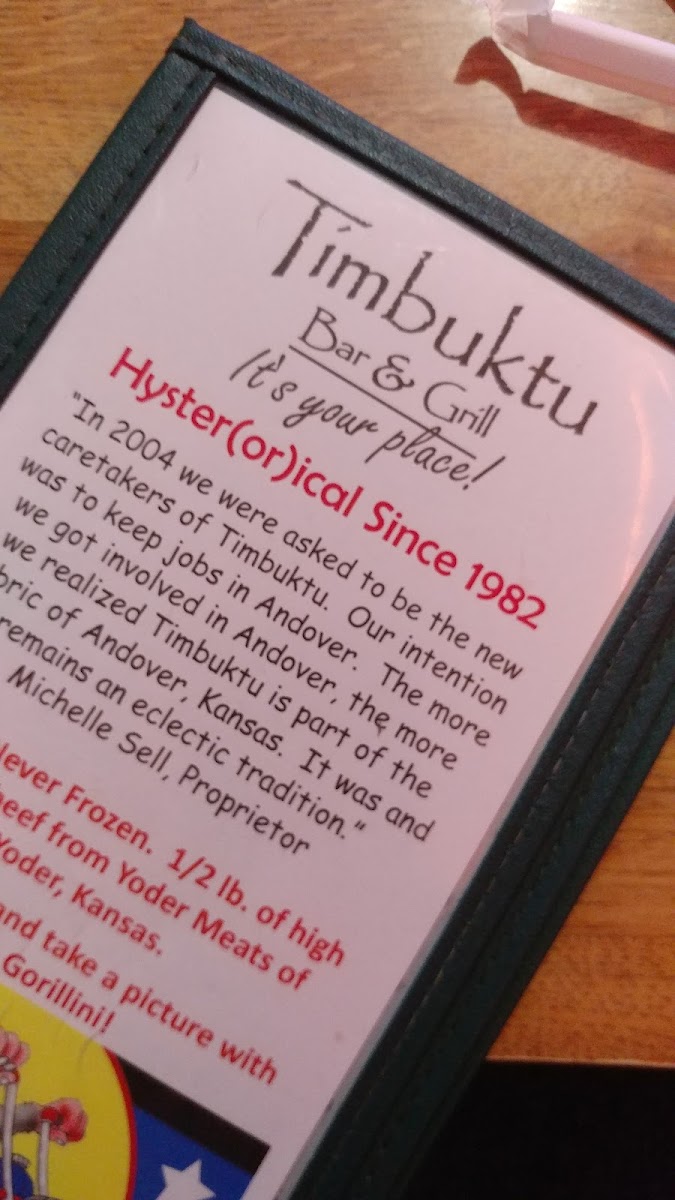 Timbuktu
Bar & Grill
It's your place!
Hyster(or)ical Since 1982
"In 2004 we were asked to be the new
caretakers of Timbuktu. Our intention
was to keep jobs in Andover. The more
we got involved in Andover, the more
we realized Timbuktu is part of the
bric of Andover, Kansas. It was and
remains an eclectic tradition."
Michelle Sell, Proprietor
Never Frozen. 1/2 lb. of high
beef from Yoder Meats of
Yoder, Kansas.
and take a picture with
Gorillini!